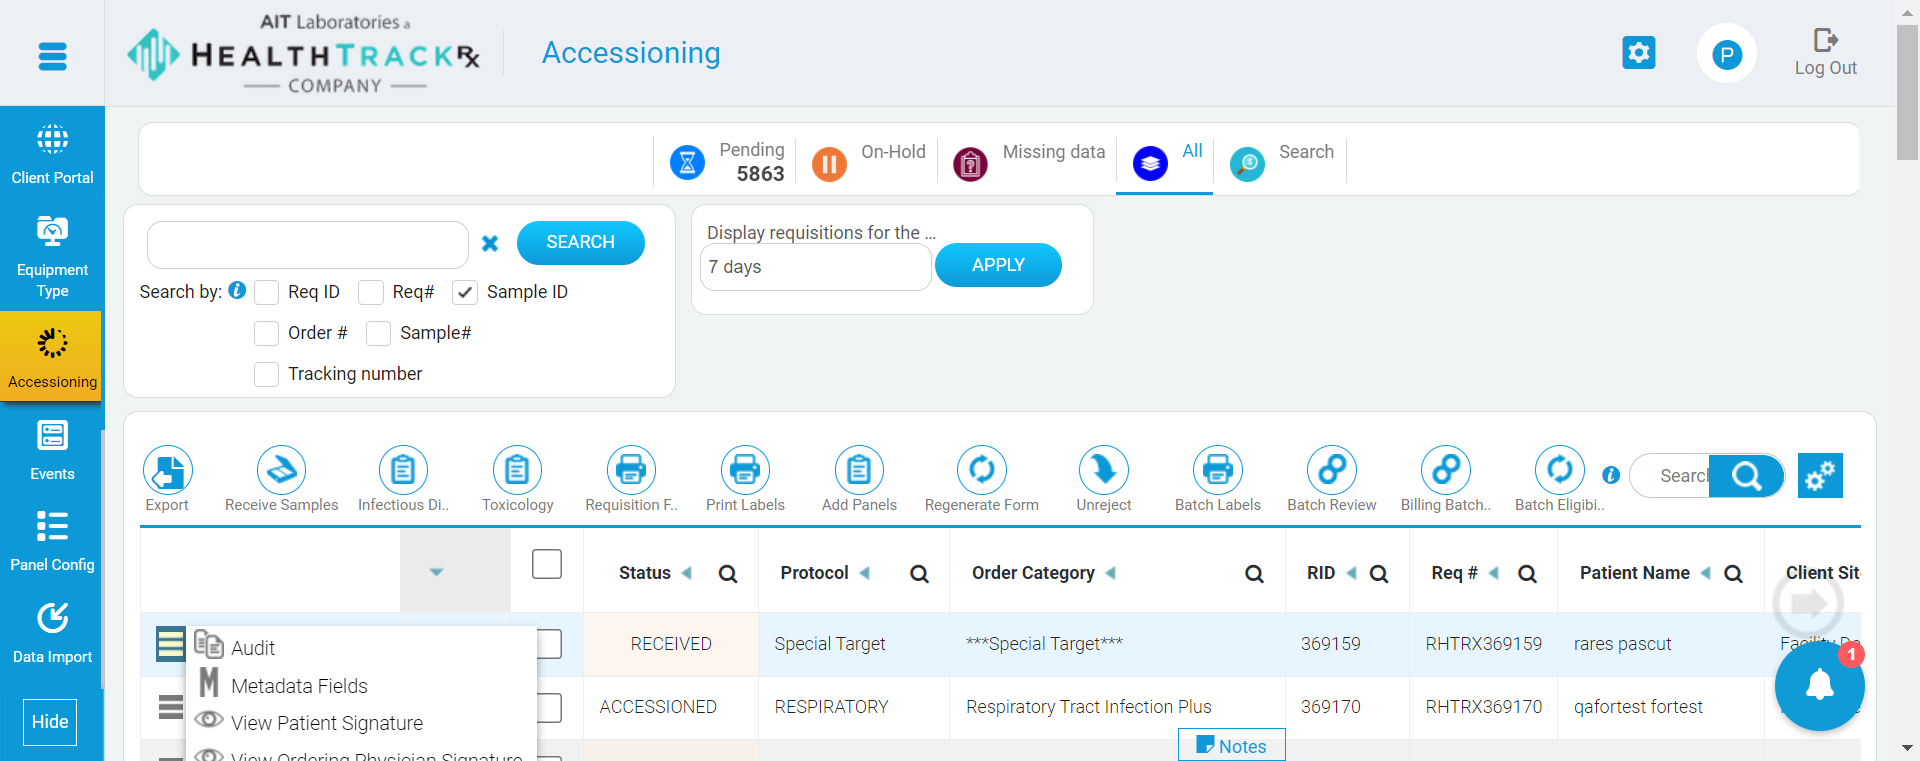 AIT Laboratories a
HEALTHTRACKRx
COMPANY
Accessioning
P
Log Out
Client Portal
Equipment
Type
Accessioning
Events
Panel Config
Data Import
Hide
Pending
5863
On-Hold
Missing data
All
Search
SEARCH
Search by:
Req ID
Req#
Sample ID
Order #
Sample#
Tracking number
Display requisitions for the ...
7 days
APPLY
Export
Receive Samples
Infectious Di..
Toxicology
Requisition F..
Print Labels
Add Panels
Regenerate Form
Unreject
Batch Labels
Batch Review
Billing Batch..
Batch Eligibi..
Search
Status Protocol Order Category RID Req # Patient Name Client Sit
RECEIVED Special Target ***Special Target*** 369159 RHTRX369159 rares pascut Facility De
ACCESSIONED RESPIRATORY Respiratory Tract Infection Plus 369170 RHTRX369170 qafortest fortest
Audit
Metadata Fields
View Patient Signature
View Ordering Physician Signature
Notes
1